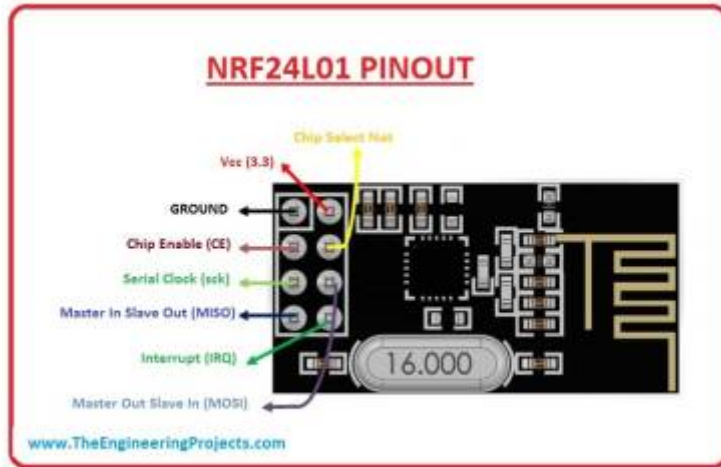 NRF24L01 PINOUT
Chip Select Not
Vcc (3.3)
GROUND
Chip Enable (CE)
Serial Clock (sck)
Master In Slave Out (MISO)
Interrupt (IRQ)
16.000
Master Out Slave In (MOSI)
www.TheEngineeringProjects.com